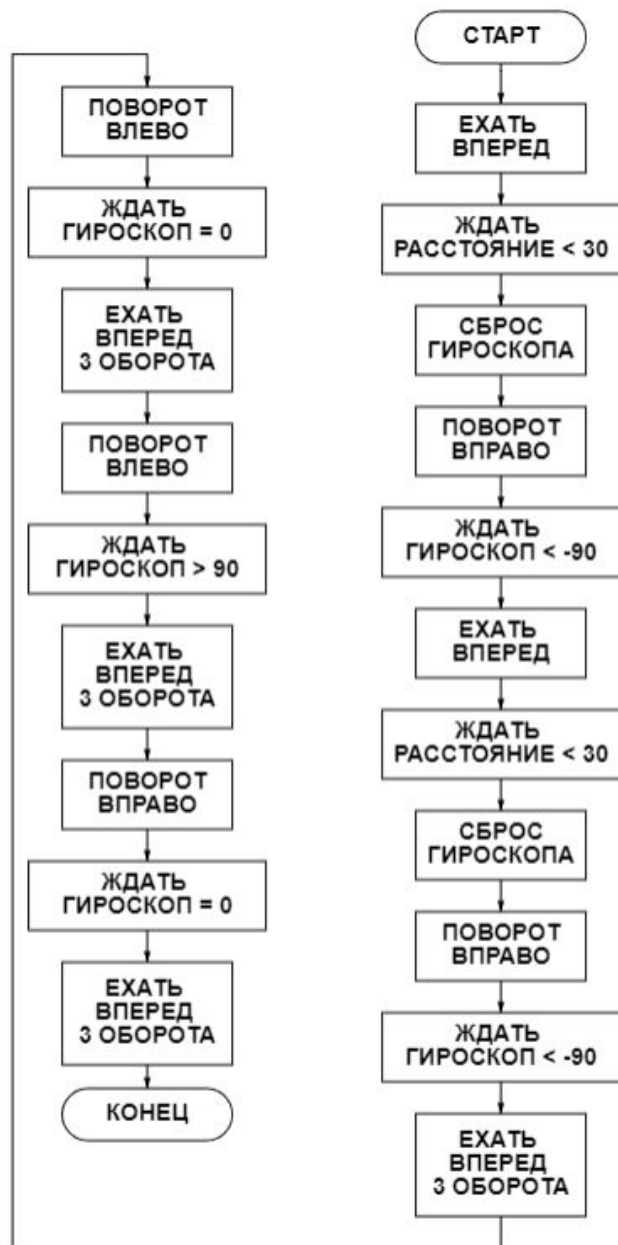 СТАРТ
ЕХАТЬ
ВПЕРЕД
ЖДАТЬ
РАССТОЯНИЕ < 30
СБРОС
ГИРОСКОПА
ПОВОРОТ
ВПРАВО
ЖДАТЬ
ГИРОСКОП < -90
ЕХАТЬ
ВПЕРЕД
ЖДАТЬ
РАССТОЯНИЕ < 30
СБРОС
ГИРОСКОПА
ПОВОРОТ
ВПРАВО
ЖДАТЬ
ГИРОСКОП < -90
ЕХАТЬ
ВПЕРЕД
3 ОБОРОТА
ПОВОРОТ
ВЛЕВО
ЖДАТЬ
ГИРОСКОП = 0
ЕХАТЬ
ВПЕРЕД
3 ОБОРОТА
ПОВОРОТ
ВЛЕВО
ЖДАТЬ
ГИРОСКОП > 90
ЕХАТЬ
ВПЕРЕД
3 ОБОРОТА
ПОВОРОТ
ВПРАВО
ЖДАТЬ
ГИРОСКОП = 0
ЕХАТЬ
ВПЕРЕД
3 ОБОРОТА
КОНЕЦ